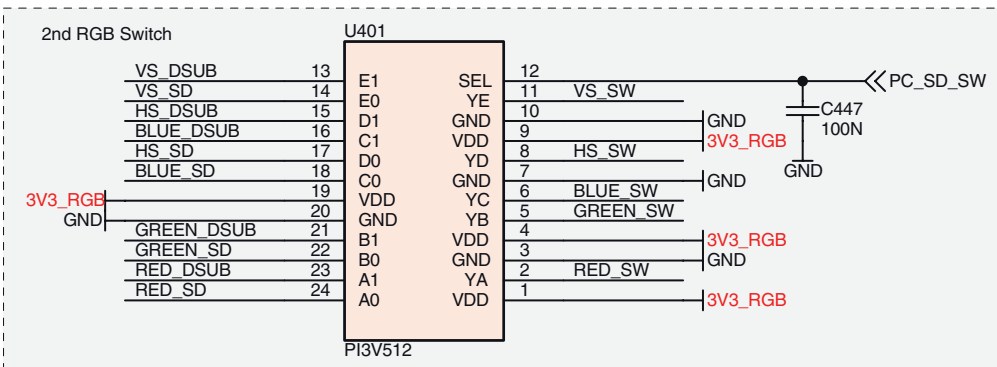 2nd RGB Switch
U401
VS_DSUB 13 E1 SEL 12 PC_SD_SW
VS_SD 14 E0 YE 11 VS_SW
HS_DSUB 15 D1 GND 10 GND C447
BLUE_DSUB 16 C1 VDD 9 3V3_RGB 100N
HS_SD 17 D0 YD 8 HS_SW
BLUE_SD 18 C0 GND 7 GND GND
3V3_RGB 19 VDD YC 6 BLUE_SW
GND 20 GND YB 5 GREEN_SW
GREEN_DSUB 21 B1 VDD 4 3V3_RGB
GREEN_SD 22 B0 GND 3 GND
RED_DSUB 23 A1 YA 2 RED_SW
RED_SD 24 A0 VDD 1 3V3_RGB
PI3V512